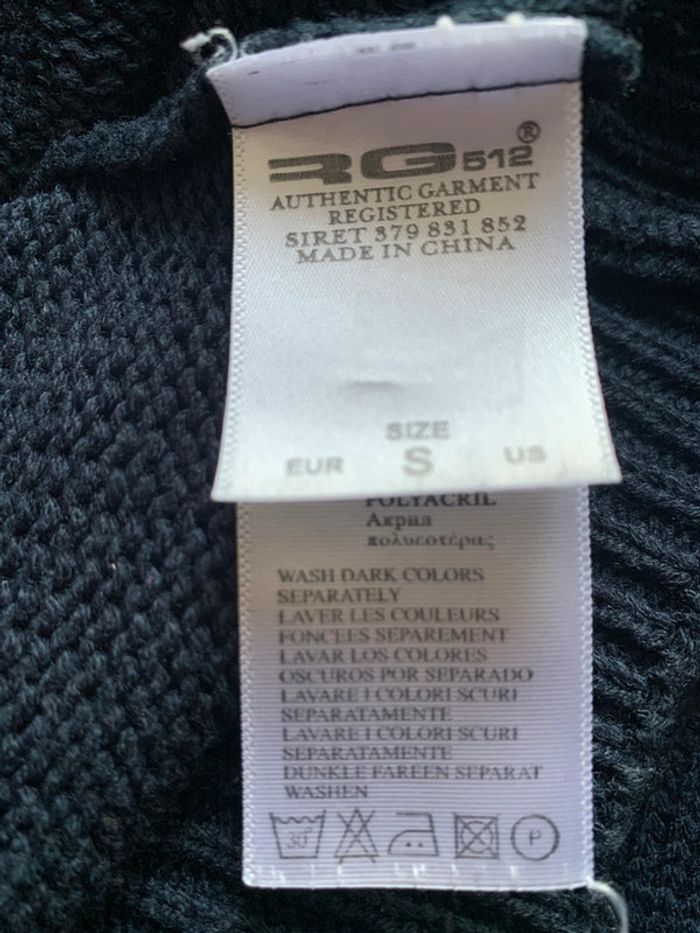 RG512®
AUTHENTIC GARMENT
REGISTERED
SIRET 379 831 852
MADE IN CHINA
SIZE
EUR S US
POLYACRIL
Акрил
πολυεοτέρας
WASH DARK COLORS
SEPARATELY
LAVER LES COULEURS
FONCEES SEPAREMENT
LAVAR LOS COLORES
OSCUROS POR SEPARADO
LAVARE I COLORI SCURI
SEPARATAMENTE
LAVARE I COLORI SCURI
SEPARATAMENTE
DUNKLE FAREEN SEPARAT
WASHEN
30°
P